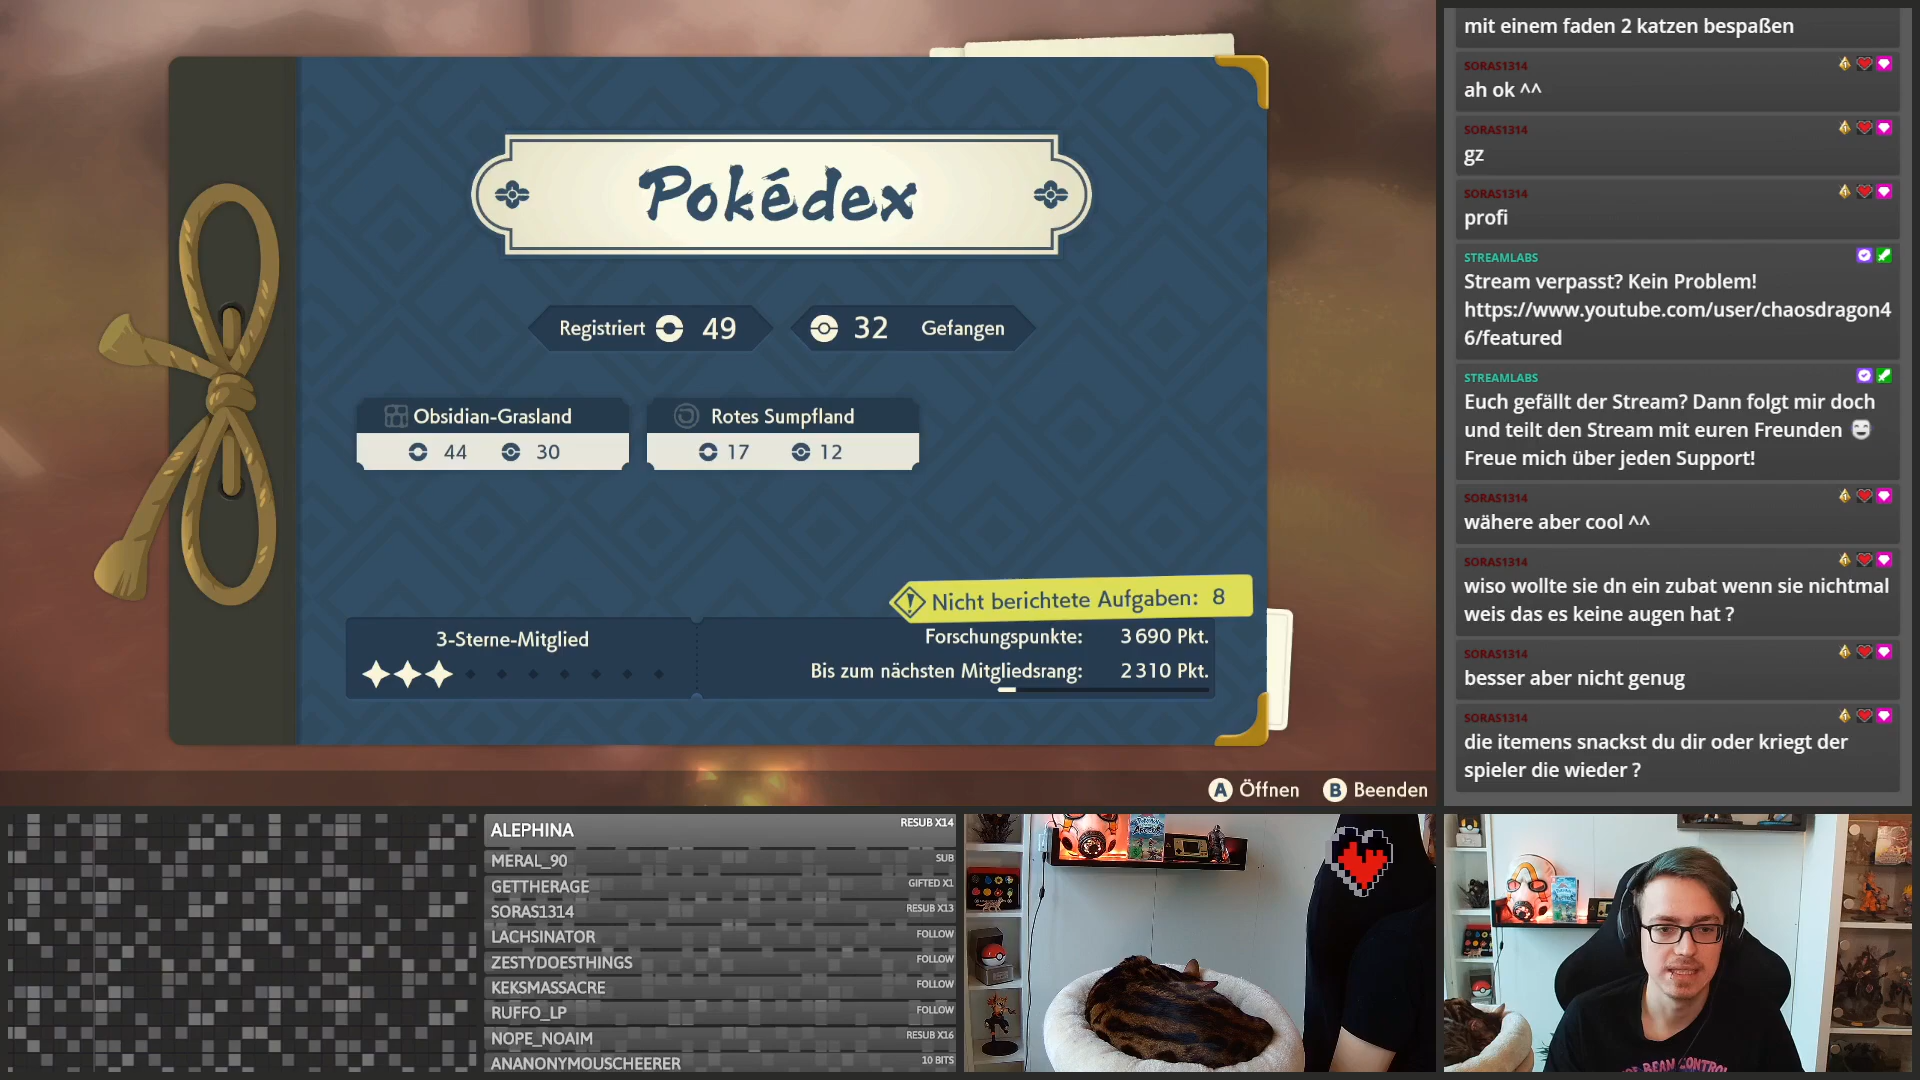 Pokédex
Registriert 49
32 Gefangen
Obsidian-Grasland
44 30
Rotes Sumpfland
17 12
Nicht berichtete Aufgaben: 8
3-Sterne-Mitglied
Forschungspunkte: 3 690 Pkt.
Bis zum nächsten Mitgliedsrang: 2 310 Pkt.
A Öffnen B Beenden
mit einem faden 2 katzen bespaßen
SORAS1314
ah ok ^^
SORAS1314
gz
SORAS1314
profi
STREAMLABS
Stream verpasst? Kein Problem!
https://www.youtube.com/user/chaosdragon4
6/featured
STREAMLABS
Euch gefällt der Stream? Dann folgt mir doch
und teilt den Stream mit euren Freunden
Freue mich über jeden Support!
SORAS1314
wähere aber cool ^^
SORAS1314
wiso wollte sie dn ein zubat wenn sie nichtmal
weis das es keine augen hat ?
SORAS1314
besser aber nicht genug
SORAS1314
die itemens snackst du dir oder kriegt der
spieler die wieder ?
ALEPHINA RESUB X14
MERAL_90 SUB
GETTHERAGE GIFTED X1
SORAS1314 RESUB X13
LACHSINATOR FOLLOW
ZESTYDOESTHINGS FOLLOW
KEKSMASSACRE FOLLOW
RUFFO_LP FOLLOW
NOPE_NOAIM RESUB X16
ANANONYMOUSCHEERER 10 BITS
BEAN CONTROL